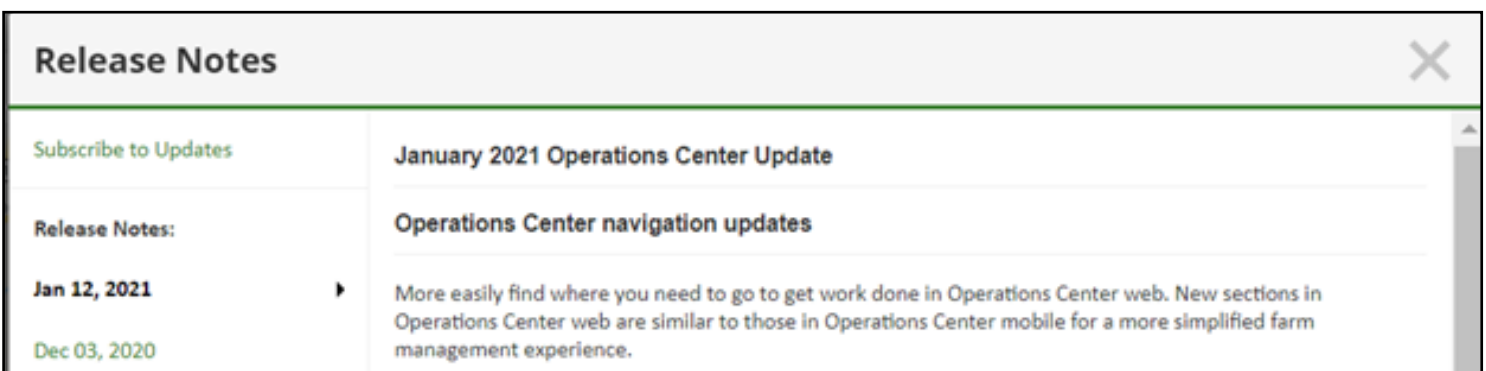 Release Notes
Subscribe to Updates
Release Notes:
Jan 12, 2021
Dec 03, 2020
January 2021 Operations Center Update
Operations Center navigation updates
More easily find where you need to go to get work done in Operations Center web. New sections in
Operations Center web are similar to those in Operations Center mobile for a more simplified farm
management experience.